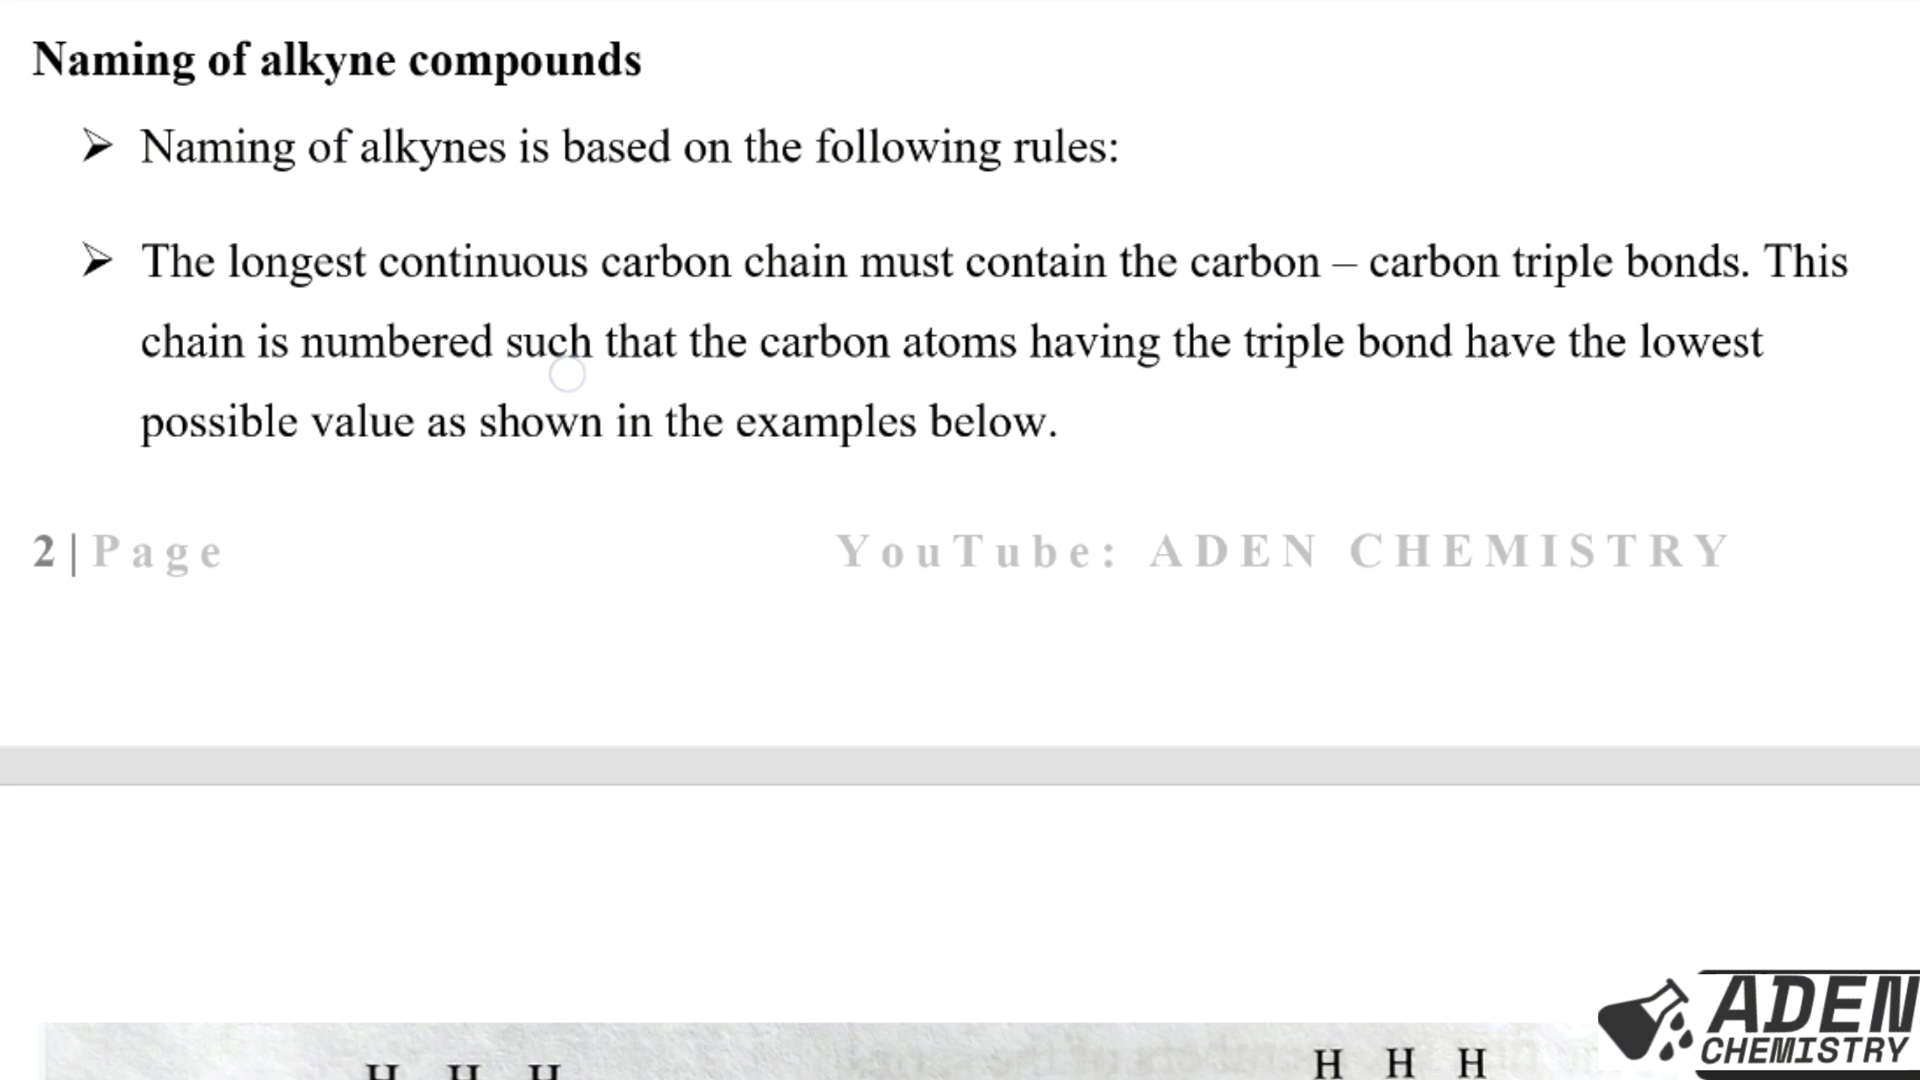 Naming of alkyne compounds
➢ Naming of alkynes is based on the following rules:
➢ The longest continuous carbon chain must contain the carbon – carbon triple bonds. This
chain is numbered such that the carbon atoms having the triple bond have the lowest
possible value as shown in the examples below.
2 | Page YouTube: ADEN CHEMISTRY
H H H H H H
ADEN
CHEMISTRY